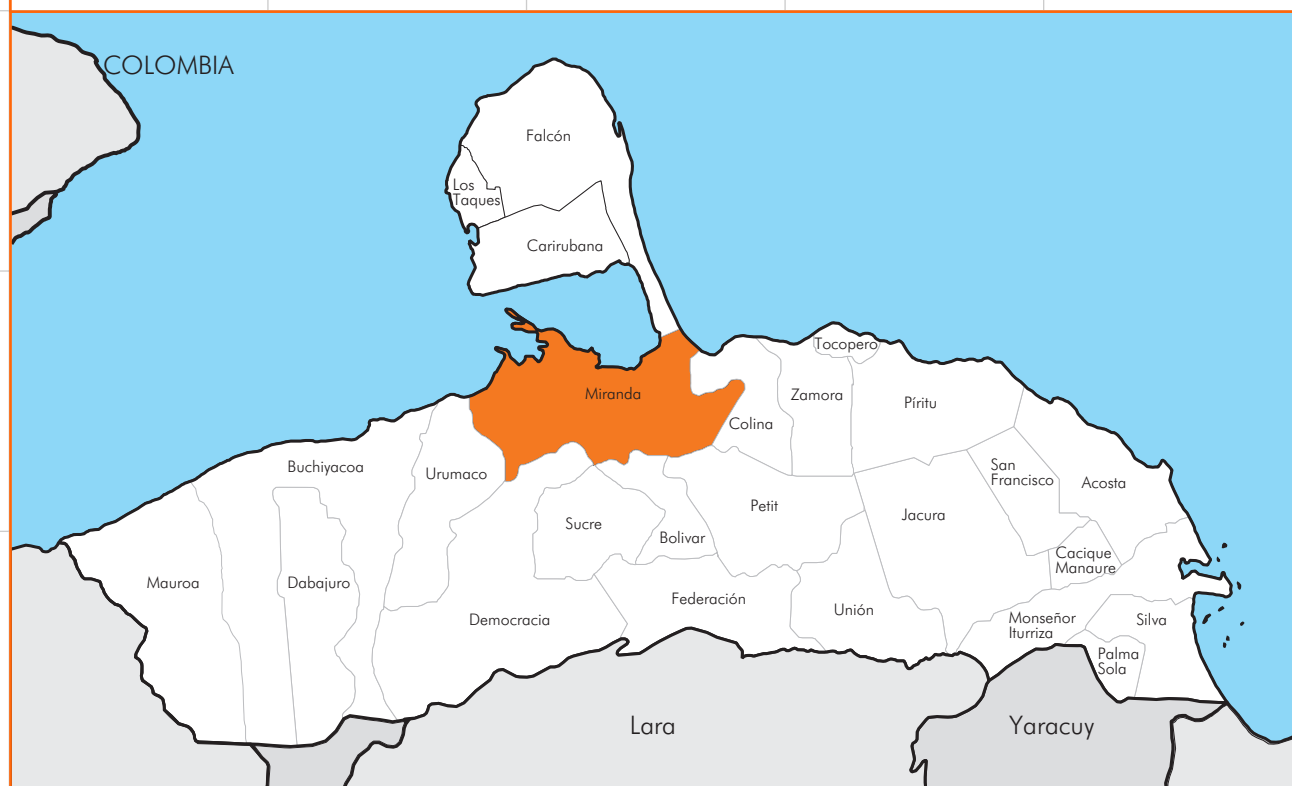 COLOMBIA
Falcón
Los
Taques
Carirubana
Tocopero
Miranda
Zamora
Píritu
Colina
Buchiyacoa
Urumaco
San
Francisco
Acosta
Petit
Jacura
Sucre
Bolivar
Cacique
Manaure
Mauroa
Dabajuro
Federación
Unión
Democracia
Monseñor
Iturriza
Silva
Palma
Sola
Lara
Yaracuy